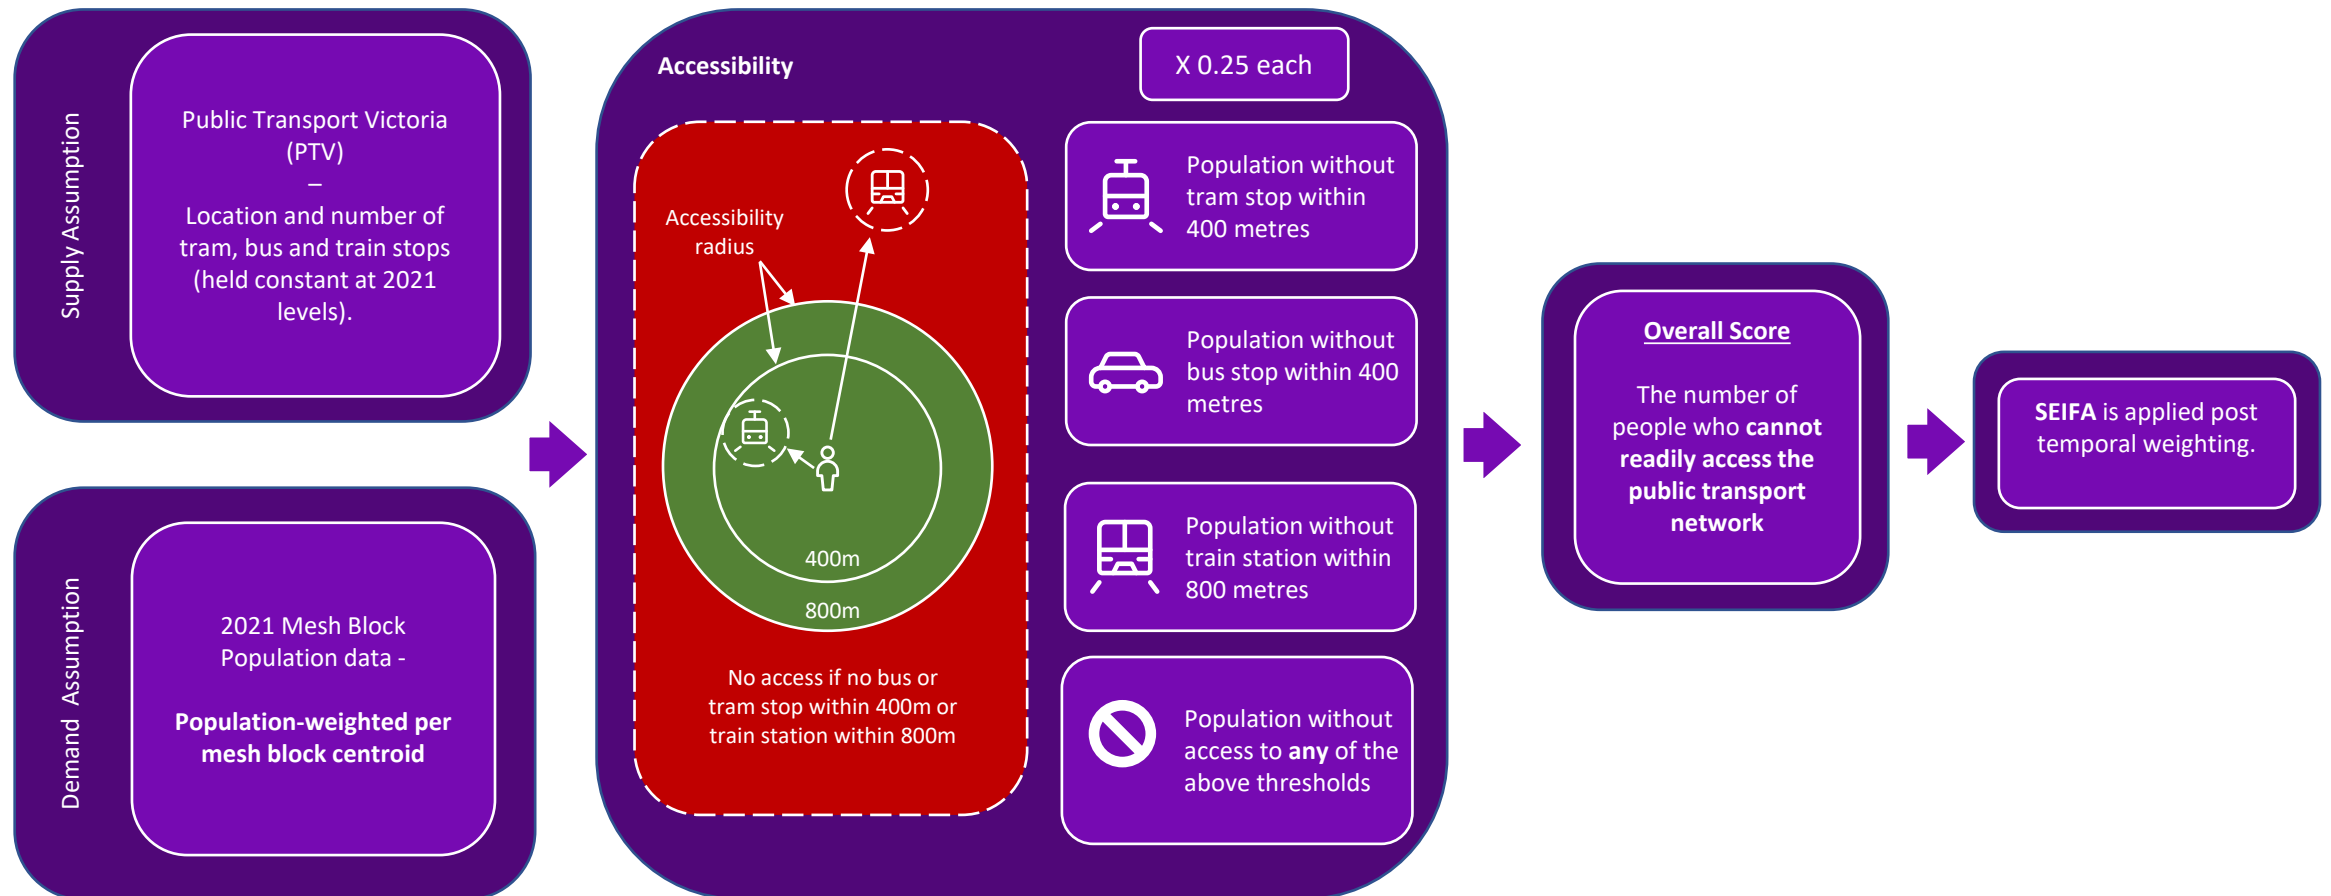 Supply Assumption
Public Transport Victoria
(PTV)
–
Location and number of
tram, bus and train stops
(held constant at 2021
levels).
Demand Assumption
2021 Mesh Block
Population data -
Population-weighted per
mesh block centroid
Accessibility
X 0.25 each
Accessibility
radius
400m
800m
No access if no bus or
tram stop within 400m or
train station within 800m
Population without
tram stop within
400 metres
Population without
bus stop within 400
metres
Population without
train station within
800 metres
Population without
access to any of the
above thresholds
Overall Score
The number of
people who cannot
readily access the
public transport
network
SEIFA is applied post
temporal weighting.